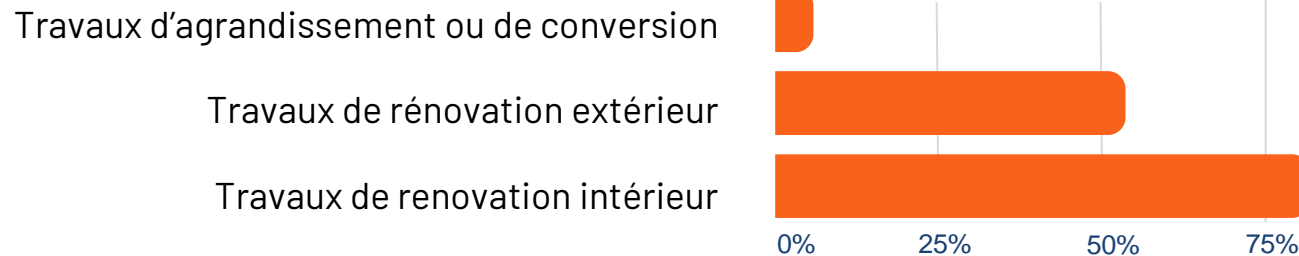 Travaux d’agrandissement ou de conversion
Travaux de rénovation extérieur
Travaux de renovation intérieur
0% 25% 50% 75%